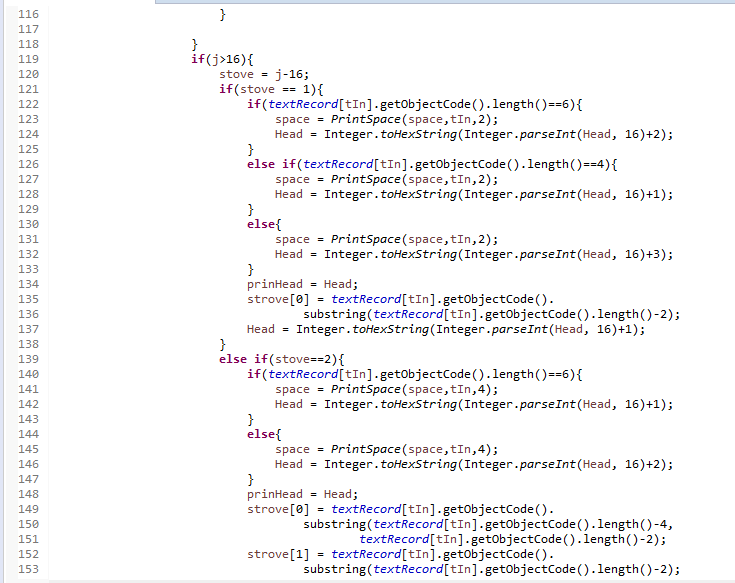 116 }
117
118 }
119 if(j>16){
120 stove = j-16;
121 if(stove == 1){
122 if(textRecord[tIn].getObjectCode().length()==6){
123 space = PrintSpace(space,tIn,2);
124 Head = Integer.toHexString(Integer.parseInt(Head, 16)+2);
125 }
126 else if(textRecord[tIn].getObjectCode().length()==4){
127 space = PrintSpace(space,tIn,2);
128 Head = Integer.toHexString(Integer.parseInt(Head, 16)+1);
129 }
130 else{
131 space = PrintSpace(space,tIn,2);
132 Head = Integer.toHexString(Integer.parseInt(Head, 16)+3);
133 }
134 prinHead = Head;
135 strove[0] = textRecord[tIn].getObjectCode().
136 substring(textRecord[tIn].getObjectCode().length()-2);
137 Head = Integer.toHexString(Integer.parseInt(Head, 16)+1);
138 }
139 else if(stove==2){
140 if(textRecord[tIn].getObjectCode().length()==6){
141 space = PrintSpace(space,tIn,4);
142 Head = Integer.toHexString(Integer.parseInt(Head, 16)+1);
143 }
144 else{
145 space = PrintSpace(space,tIn,4);
146 Head = Integer.toHexString(Integer.parseInt(Head, 16)+2);
147 }
148 prinHead = Head;
149 strove[0] = textRecord[tIn].getObjectCode().
150 substring(textRecord[tIn].getObjectCode().length()-4,
151 textRecord[tIn].getObjectCode().length()-2);
152 strove[1] = textRecord[tIn].getObjectCode().
153 substring(textRecord[tIn].getObjectCode().length()-2);